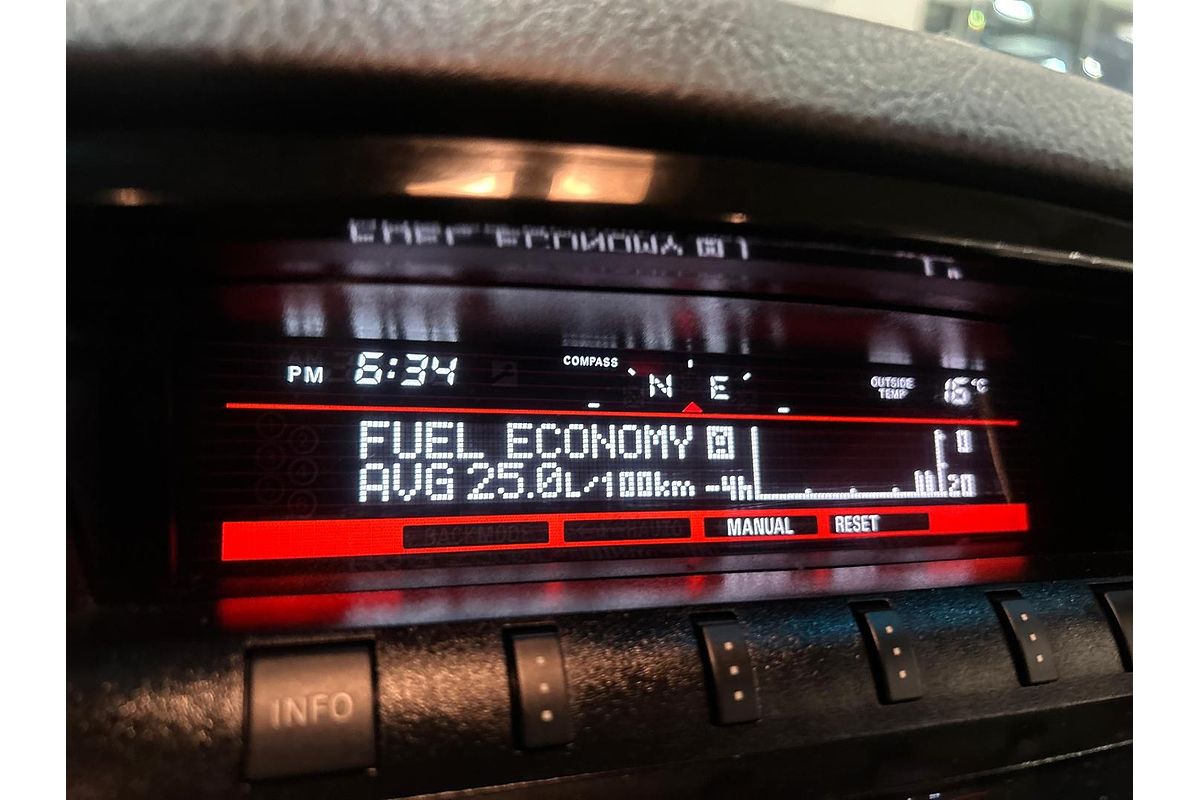 PM 6:34 COMPASS N E OUTSIDE TEMP 16°C
FUEL ECONOMY M 0
AVG 25.0L/100km -4h 20
MANUAL RESET
INFO